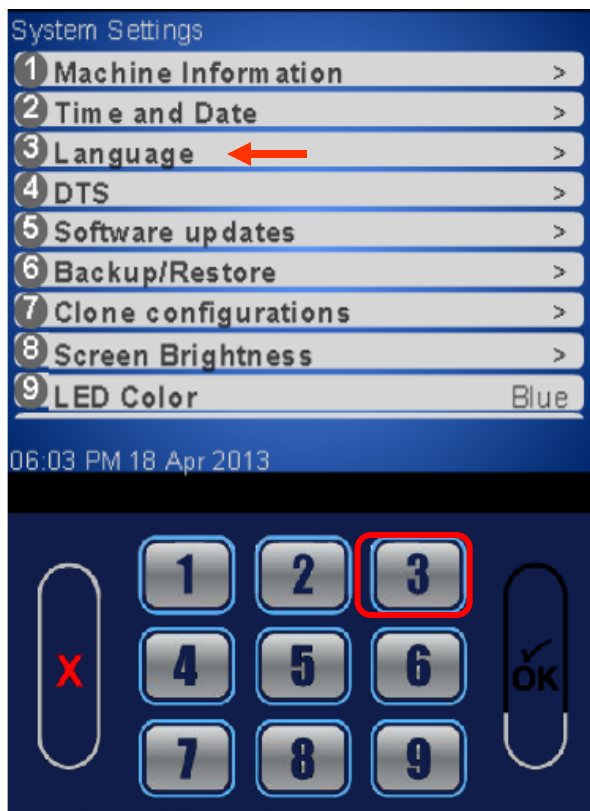 System Settings
1 Machine Information >
2 Time and Date >
3 Language >
4 DTS >
5 Software updates >
6 Backup/Restore >
7 Clone configurations >
8 Screen Brightness >
9 LED Color Blue
06:03 PM 18 Apr 2013
1 2 3
X 4 5 6 OK
7 8 9